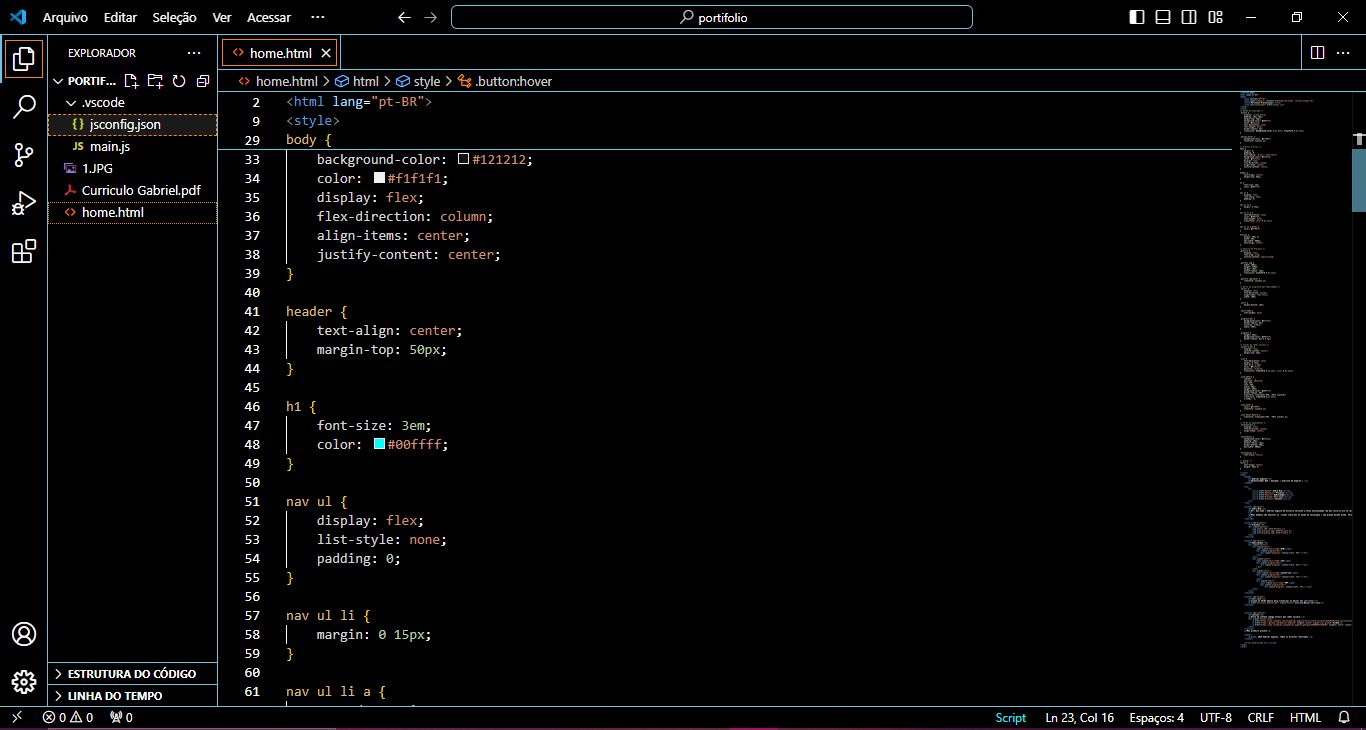 Arquivo Editar Seleção Ver Acessar ···
portifolio
EXPLORADOR ···
PORTIF...
.vscode
{} jsconfig.json
JS main.js
1.JPG
Curriculo Gabriel.pdf
<> home.html
ESTRUTURA DO CÓDIGO
LINHA DO TEMPO
<> home.html
<> home.html > html > style > .button:hover
2 <html lang="pt-BR">
9 <style>
29 body {
33 background-color: #121212;
34 color: #f1f1f1;
35 display: flex;
36 flex-direction: column;
37 align-items: center;
38 justify-content: center;
39 }
40
41 header {
42 text-align: center;
43 margin-top: 50px;
44 }
45
46 h1 {
47 font-size: 3em;
48 color: #00ffff;
49 }
50
51 nav ul {
52 display: flex;
53 list-style: none;
54 padding: 0;
55 }
56
57 nav ul li {
58 margin: 0 15px;
59 }
60
61 nav ul li a {
0 0 0 Script Ln 23, Col 16 Espaços: 4 UTF-8 CRLF HTML